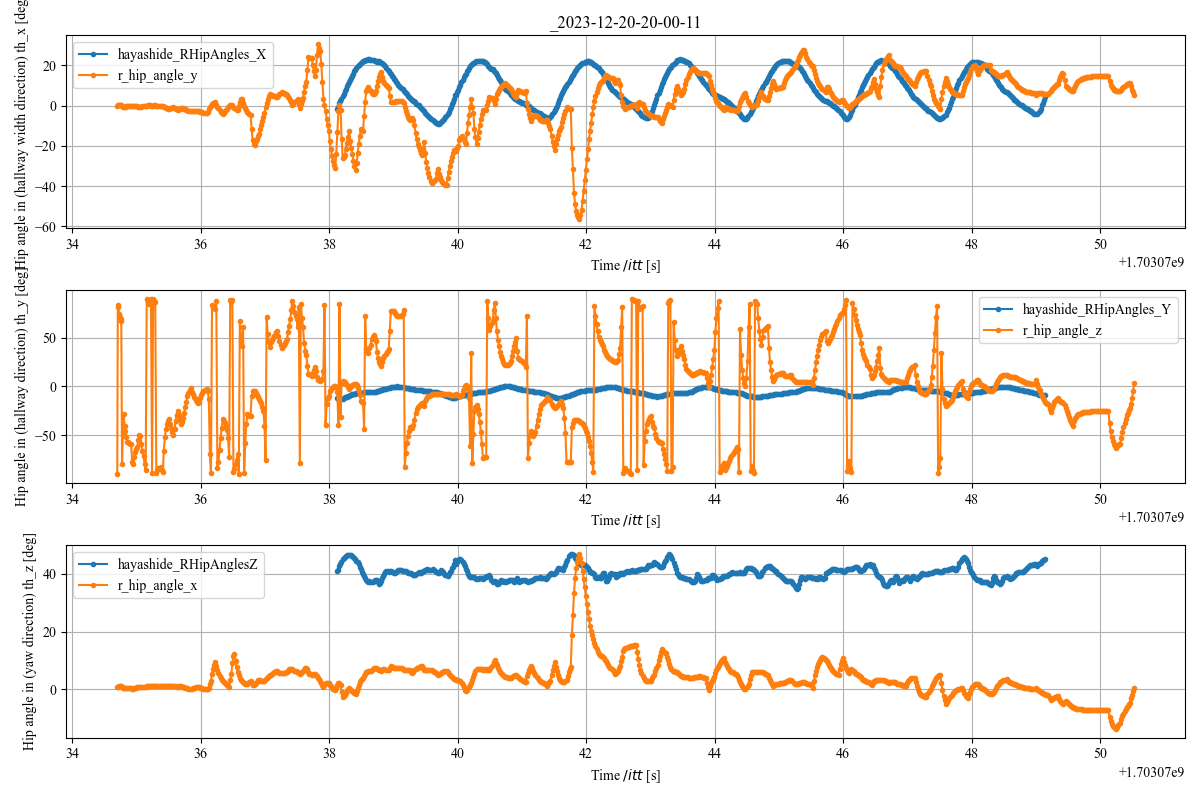 _2023-12-20-20-00-11
Hip angle in (hallway width direction) th_x [deg]
hayashide_RHipAngles_X
r_hip_angle_y
20
0
−20
−40
−60
34 36 38 40 42 44 46 48 50
Time /itt [s]
+1.70307e9
Hip angle in (hallway direction) th_y [deg]
hayashide_RHipAngles_Y
r_hip_angle_z
50
0
−50
34 36 38 40 42 44 46 48 50
Time /itt [s]
+1.70307e9
Hip angle in (yaw direction) th_z [deg]
hayashide_RHipAnglesZ
r_hip_angle_x
40
20
0
34 36 38 40 42 44 46 48 50
Time /itt [s]
+1.70307e9